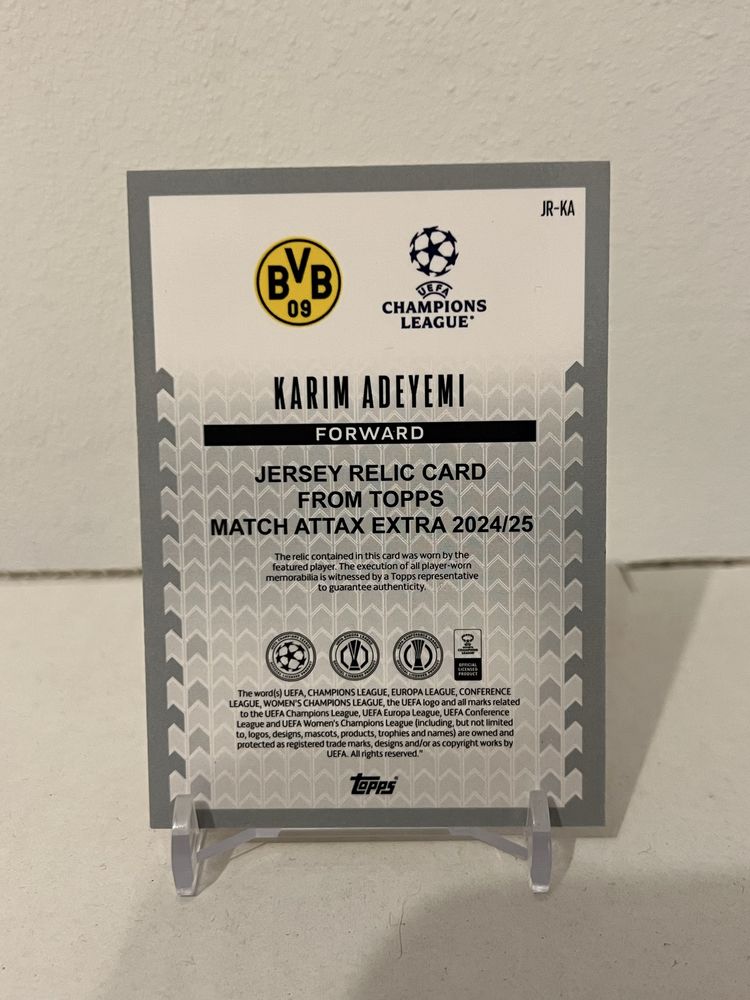 JR-KA
BVB
09
UEFA
CHAMPIONS
LEAGUE®
KARIM ADEYEMI
FORWARD
JERSEY RELIC CARD
FROM TOPPS
MATCH ATTAX EXTRA 2024/25
The relic contained in this card was worn by the
featured player. The execution of all player-worn
memorabilia is witnessed by a Topps representative
to guarantee authenticity.
OFFICIAL
LICENSED
PRODUCT
The word(s) UEFA, CHAMPIONS LEAGUE, EUROPA LEAGUE, CONFERENCE
LEAGUE, WOMEN'S CHAMPIONS LEAGUE, the UEFA logo and all marks related
to the UEFA Champions League, UEFA Europa League, UEFA Conference
League and UEFA Women's Champions League (including, but not limited
to, logos, designs, mascots, products, trophies and names) are owned and
protected as registered trade marks, designs and/or as copyright works by
UEFA. All rights reserved."
topps®